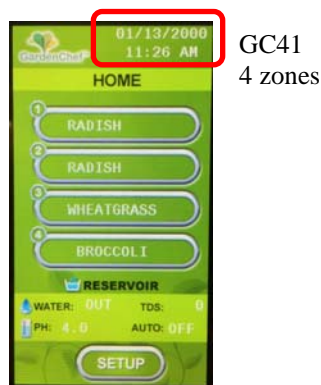 01/13/2000
11:26 AM
GardenChef
HOME
1 RADISH
2 RADISH
3 WHEATGRASS
4 BROCCOLI
RESERVOIR
WATER: OUT TDS: 0
PH: 4.0 AUTO: OFF
SETUP
GC41
4 zones